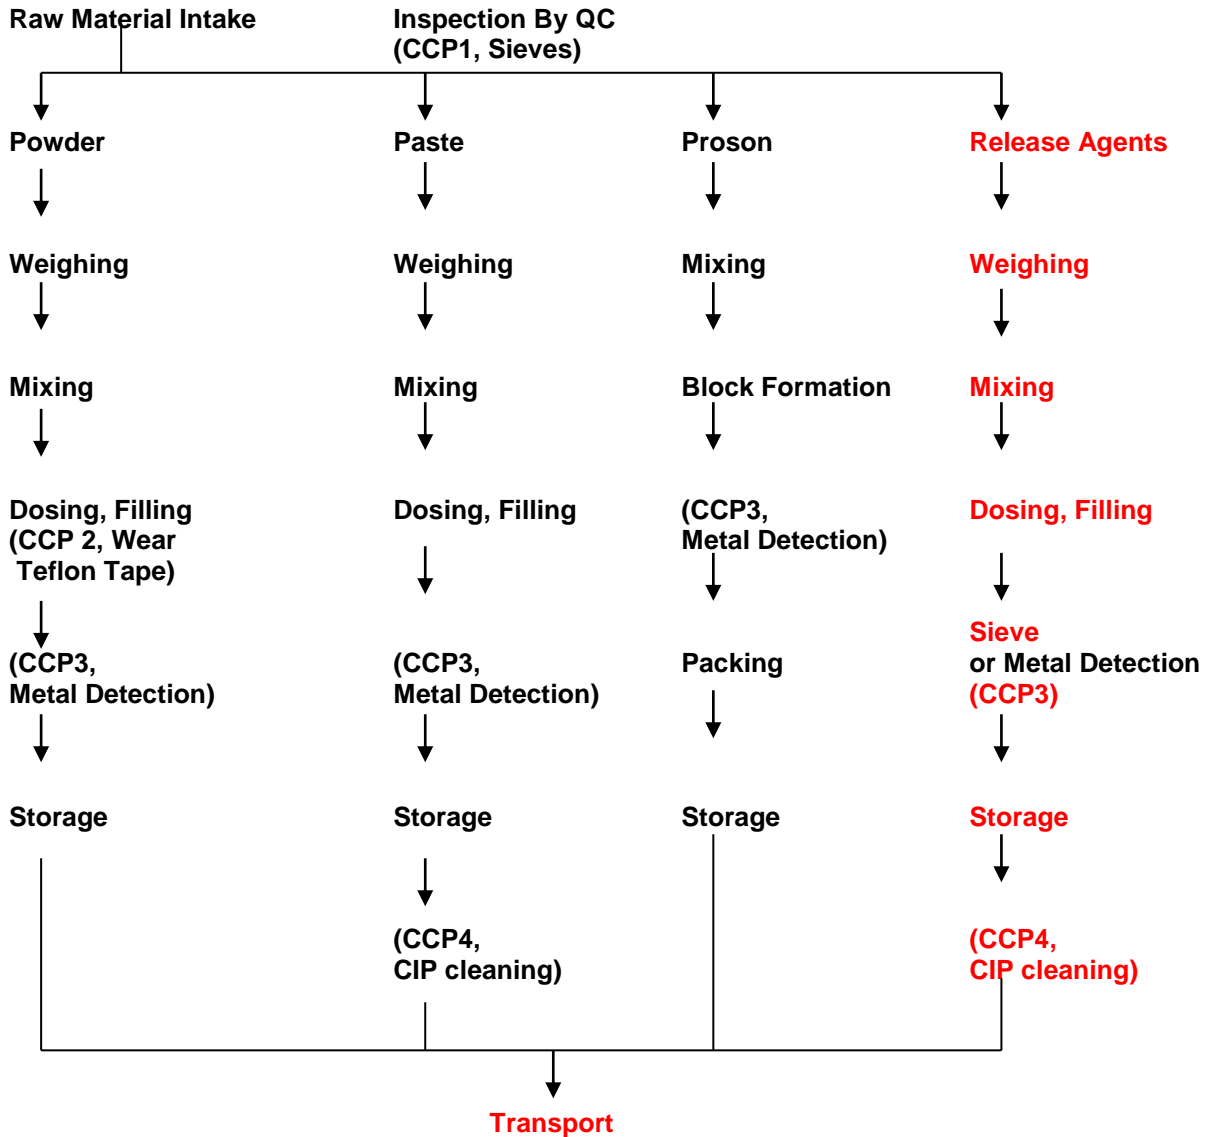 Raw Material Intake
Inspection By QC
(CCP1, Sieves)
Powder
Paste
Proson
Release Agents
Weighing
Weighing
Mixing
Weighing
Mixing
Mixing
Block Formation
Mixing
Dosing, Filling
(CCP 2, Wear
Teflon Tape)
Dosing, Filling
(CCP3,
Metal Detection)
Dosing, Filling
(CCP3,
Metal Detection)
(CCP3,
Metal Detection)
Packing
Sieve
or Metal Detection
(CCP3)
Storage
Storage
Storage
Storage
(CCP4,
CIP cleaning)
(CCP4,
CIP cleaning)
Transport